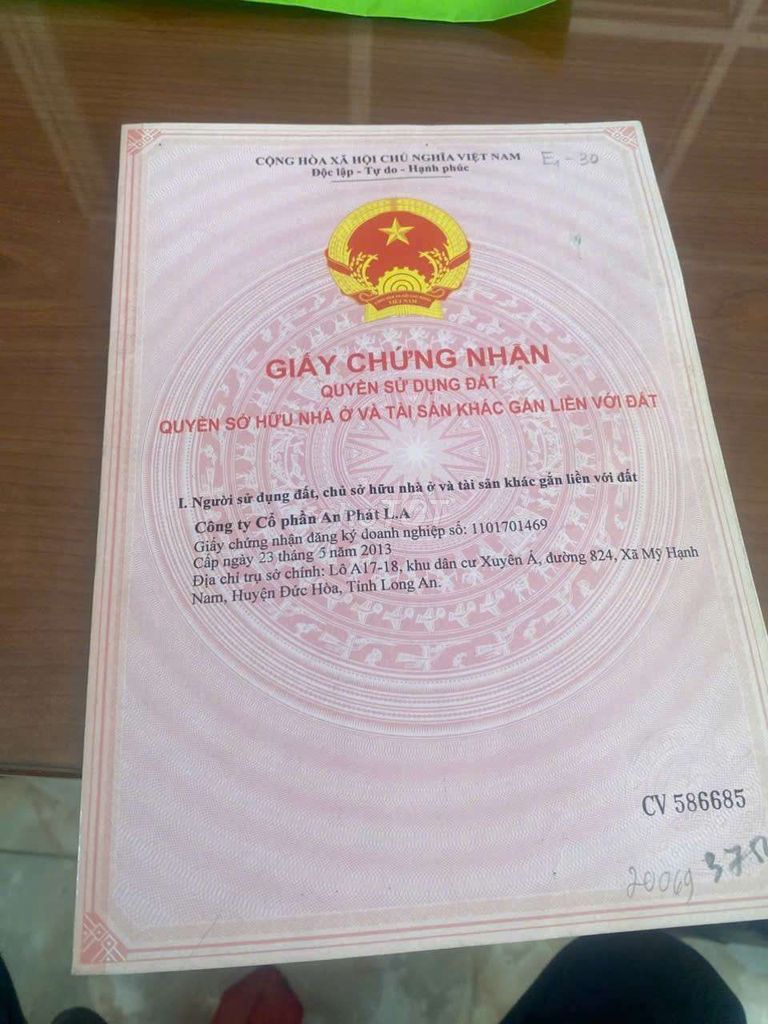 CỘNG HÒA XÃ HỘI CHỦ NGHĨA VIỆT NAM E1-30
Độc lập - Tự do - Hạnh phúc
VIỆT NAM
GIẤY CHỨNG NHẬN
QUYỀN SỬ DỤNG ĐẤT
QUYỀN SỞ HỮU NHÀ Ở VÀ TÀI SẢN KHÁC GẮN LIỀN VỚI ĐẤT
I. Người sử dụng đất, chủ sở hữu nhà ở và tài sản khác gắn liền với đất
Công ty Cổ phần An Phát L.A
Giấy chứng nhận đăng ký doanh nghiệp số: 1101701469
Cấp ngày 23 tháng 5 năm 2013
Địa chỉ trụ sở chính: Lô A17-18, khu dân cư Xuyên Á, đường 824, Xã Mỹ Hạnh
Nam, Huyện Đức Hòa, Tỉnh Long An.
CV 586685
20069